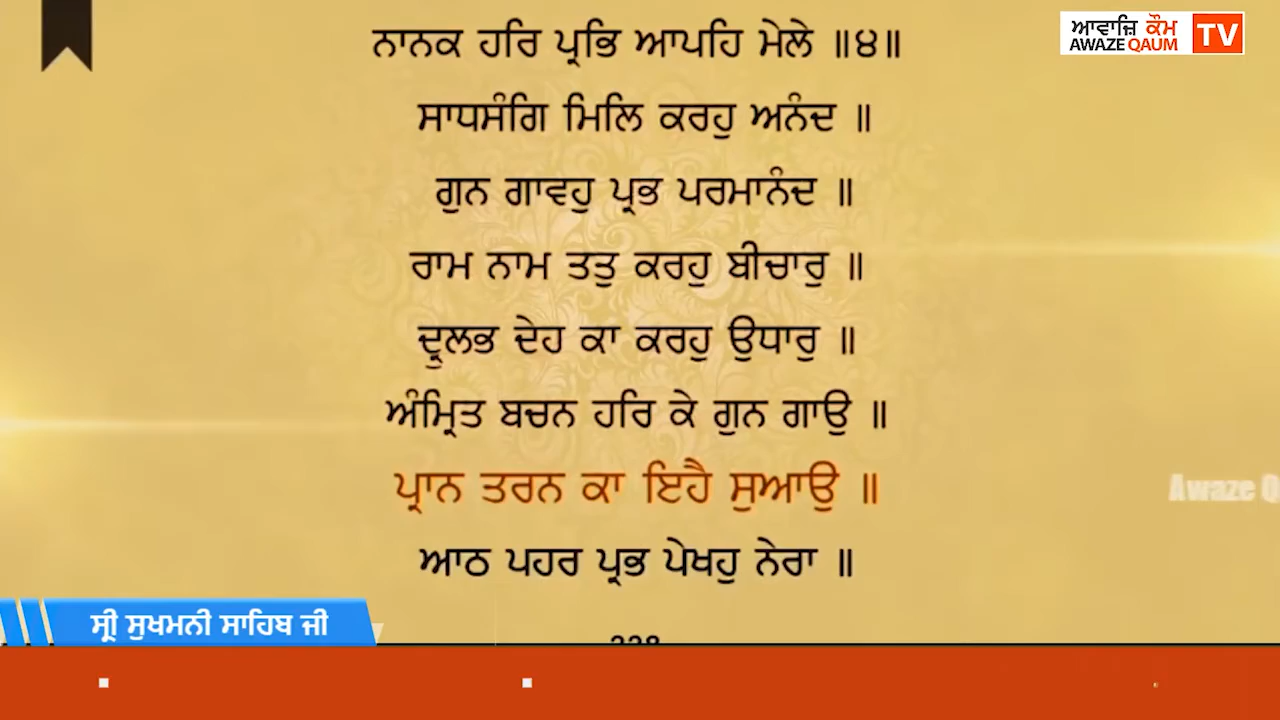 ਨਾਨਕ ਹਰਿ ਪ੍ਰਭਿ ਆਪਹਿ ਮੇਲੇ ॥੪॥
ਆਵਾਜ਼ਿ ਕੌਮ
AWAZE QAUM
TV
ਸਾਧਸੰਗਿ ਮਿਲਿ ਕਰਹੁ ਅਨੰਦ ॥
ਗੁਨ ਗਾਵਹੁ ਪ੍ਰਭ ਪਰਮਾਨੰਦ ॥
ਰਾਮ ਨਾਮ ਤਤੁ ਕਰਹੁ ਬੀਚਾਰੁ ॥
ਦ੍ਰੁਲਭ ਦੇਹ ਕਾ ਕਰਹੁ ਉਧਾਰੁ ॥
ਅੰਮ੍ਰਿਤ ਬਚਨ ਹਰਿ ਕੇ ਗੁਨ ਗਾਉ ॥
ਪ੍ਰਾਨ ਤਰਨ ਕਾ ਇਹੈ ਸੁਆਉ ॥
Awaze Q
ਆਠ ਪਹਰ ਪ੍ਰਭ ਪੇਖਹੁ ਨੇਰਾ ॥
ਸ੍ਰੀ ਸੁਖਮਨੀ ਸਾਹਿਬ ਜੀ